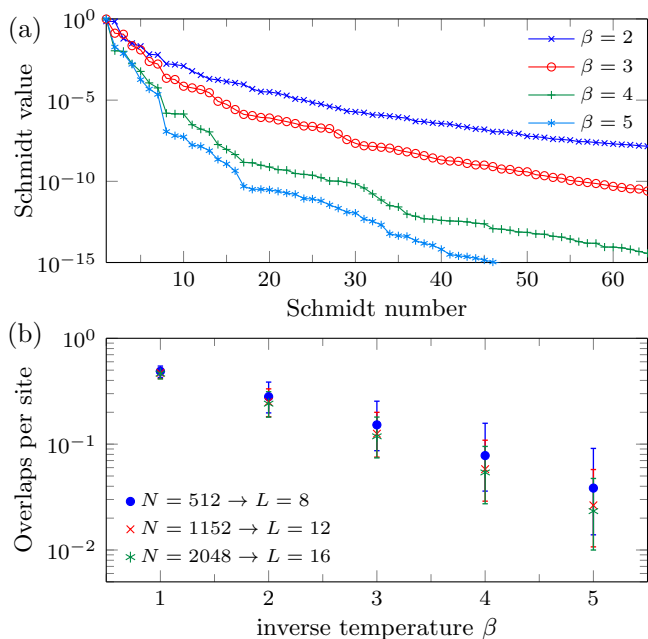 (a)
10^0
10^−5
10^−10
10^−15
Schmidt value
β = 2
β = 3
β = 4
β = 5
10 20 30 40 50 60
Schmidt number
(b)
10^0
10^−1
10^−2
Overlaps per site
N = 512 → L = 8
N = 1152 → L = 12
N = 2048 → L = 16
1 2 3 4 5
inverse temperature β